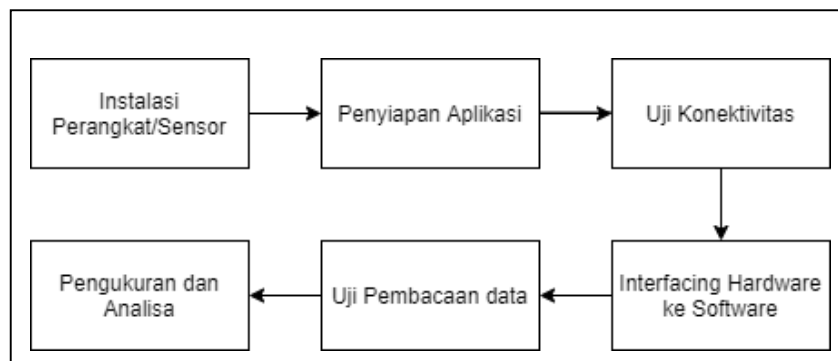 Instalasi
Perangkat/Sensor
Penyiapan Aplikasi
Uji Konektivitas
Interfacing Hardware
ke Software
Uji Pembacaan data
Pengukuran dan
Analisa